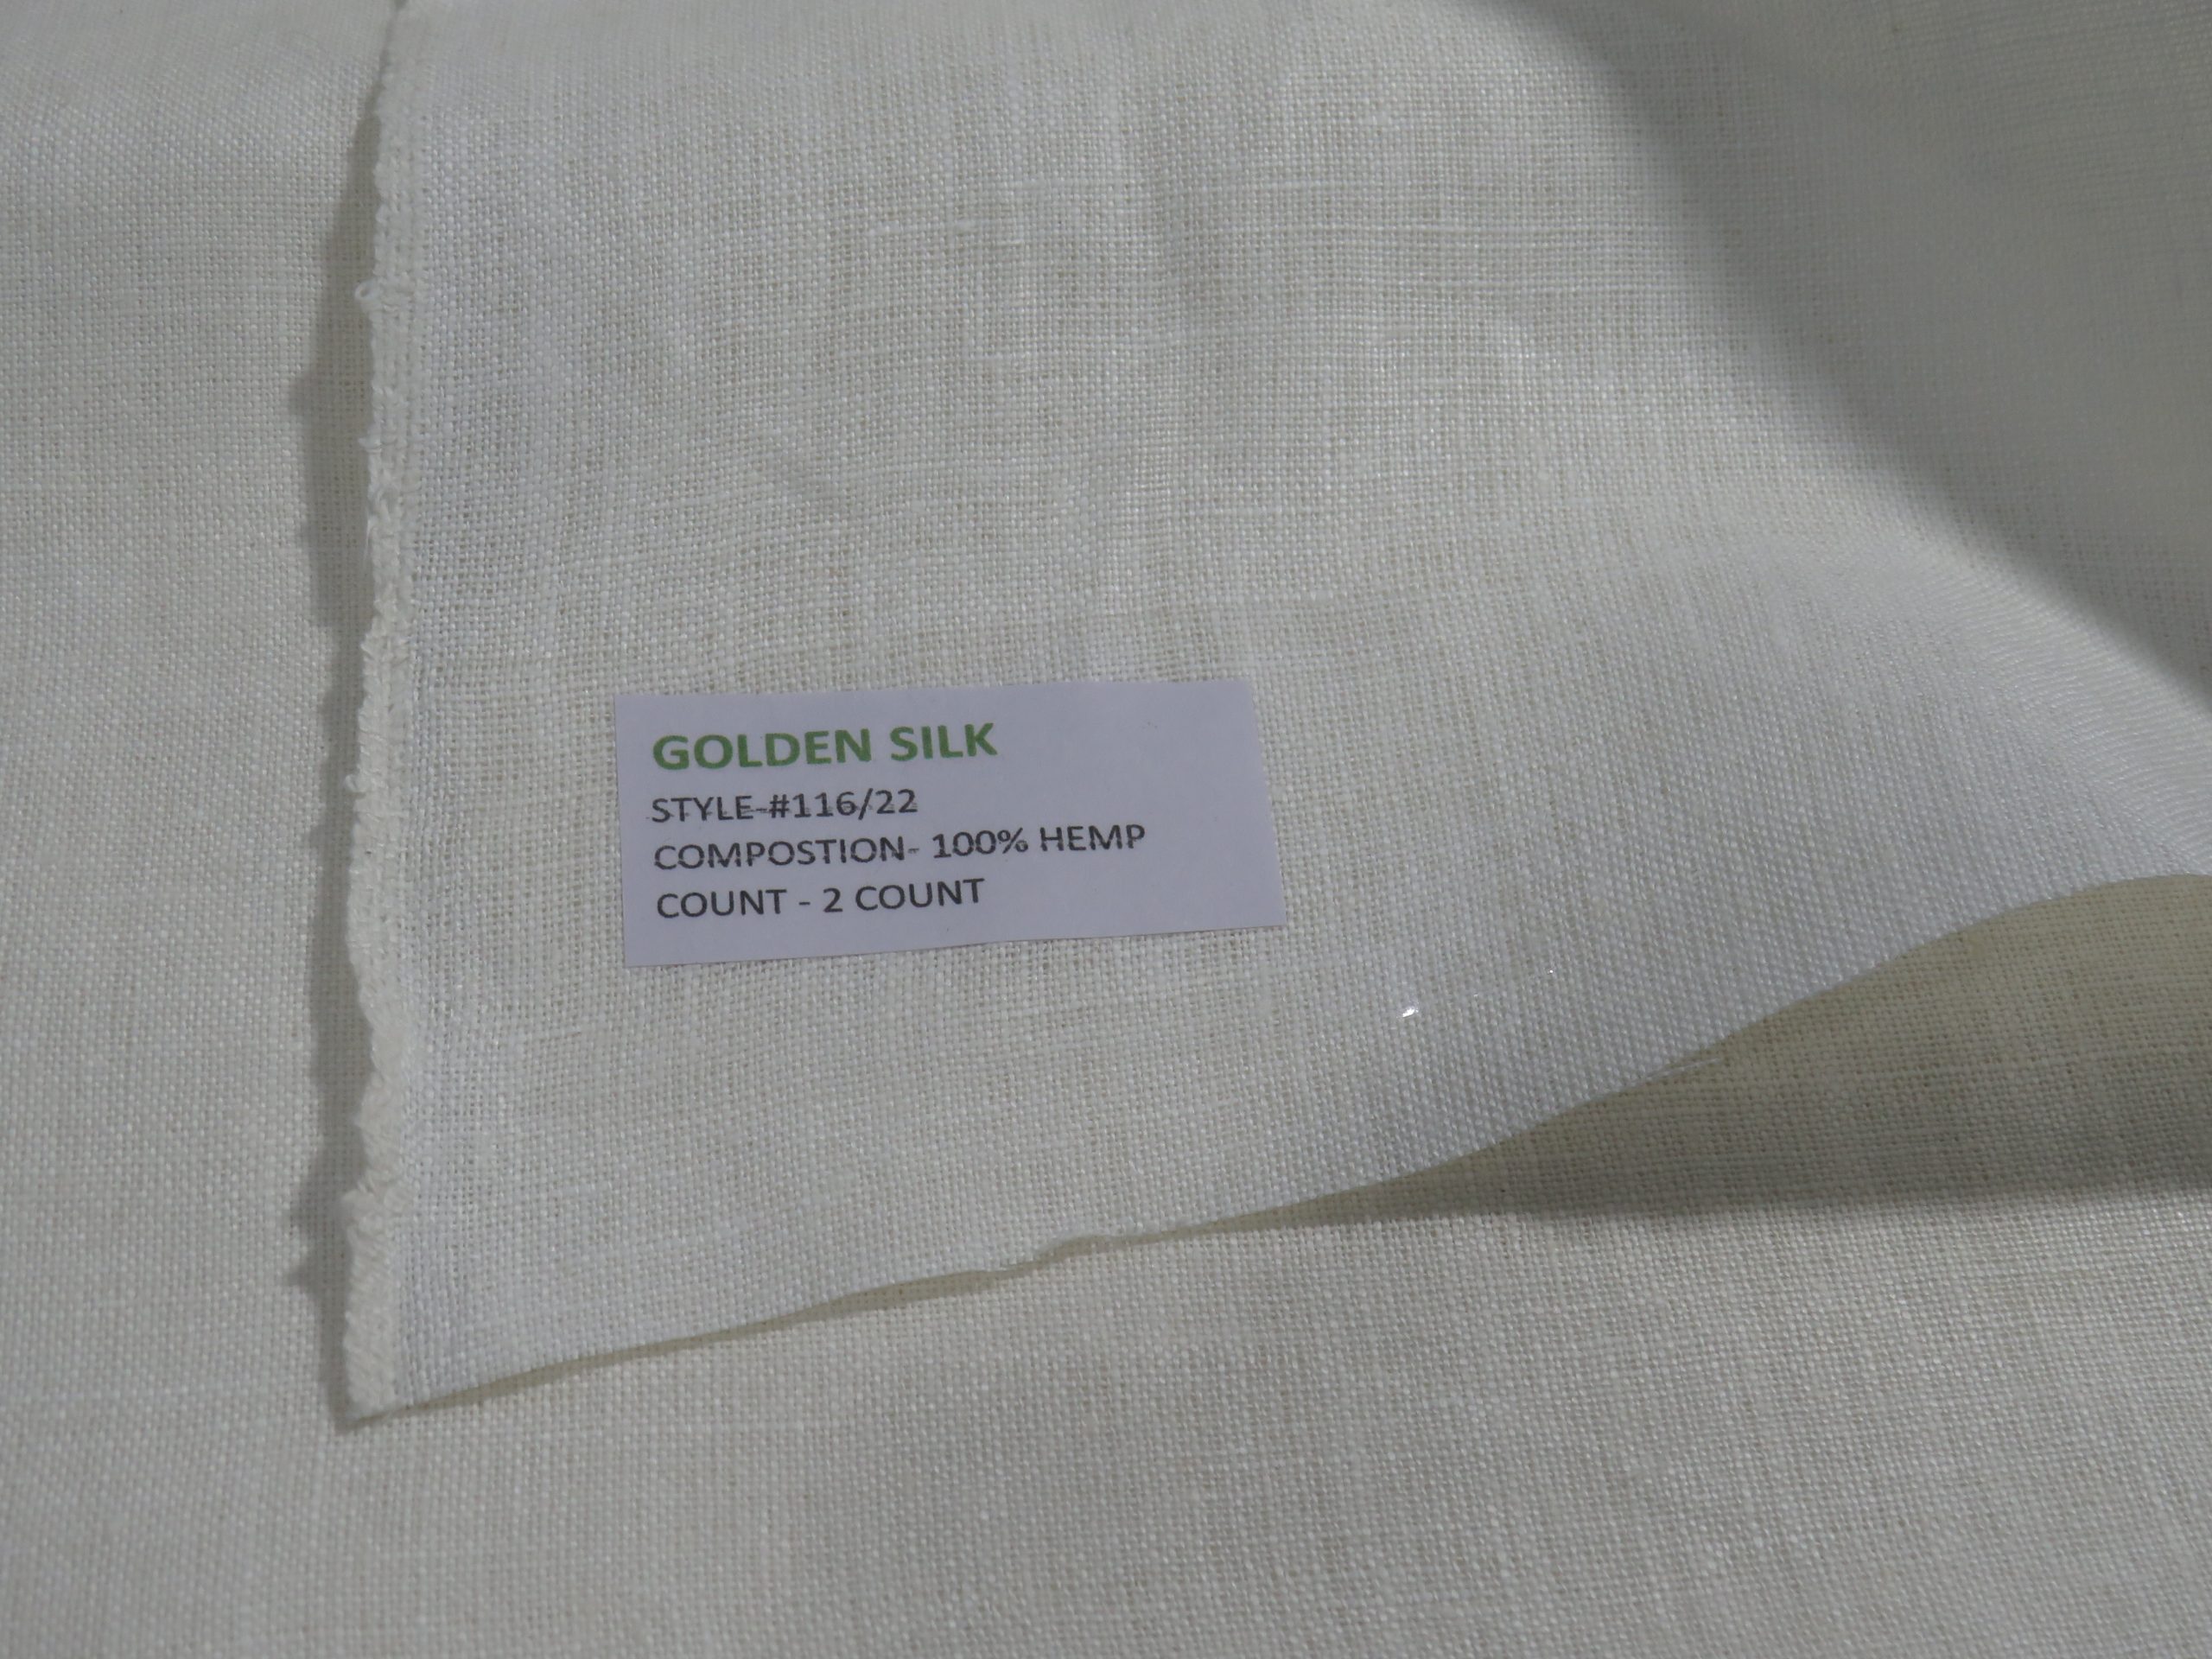 GOLDEN SILK
STYLE-#116/22
COMPOSTION- 100% HEMP
COUNT - 2 COUNT